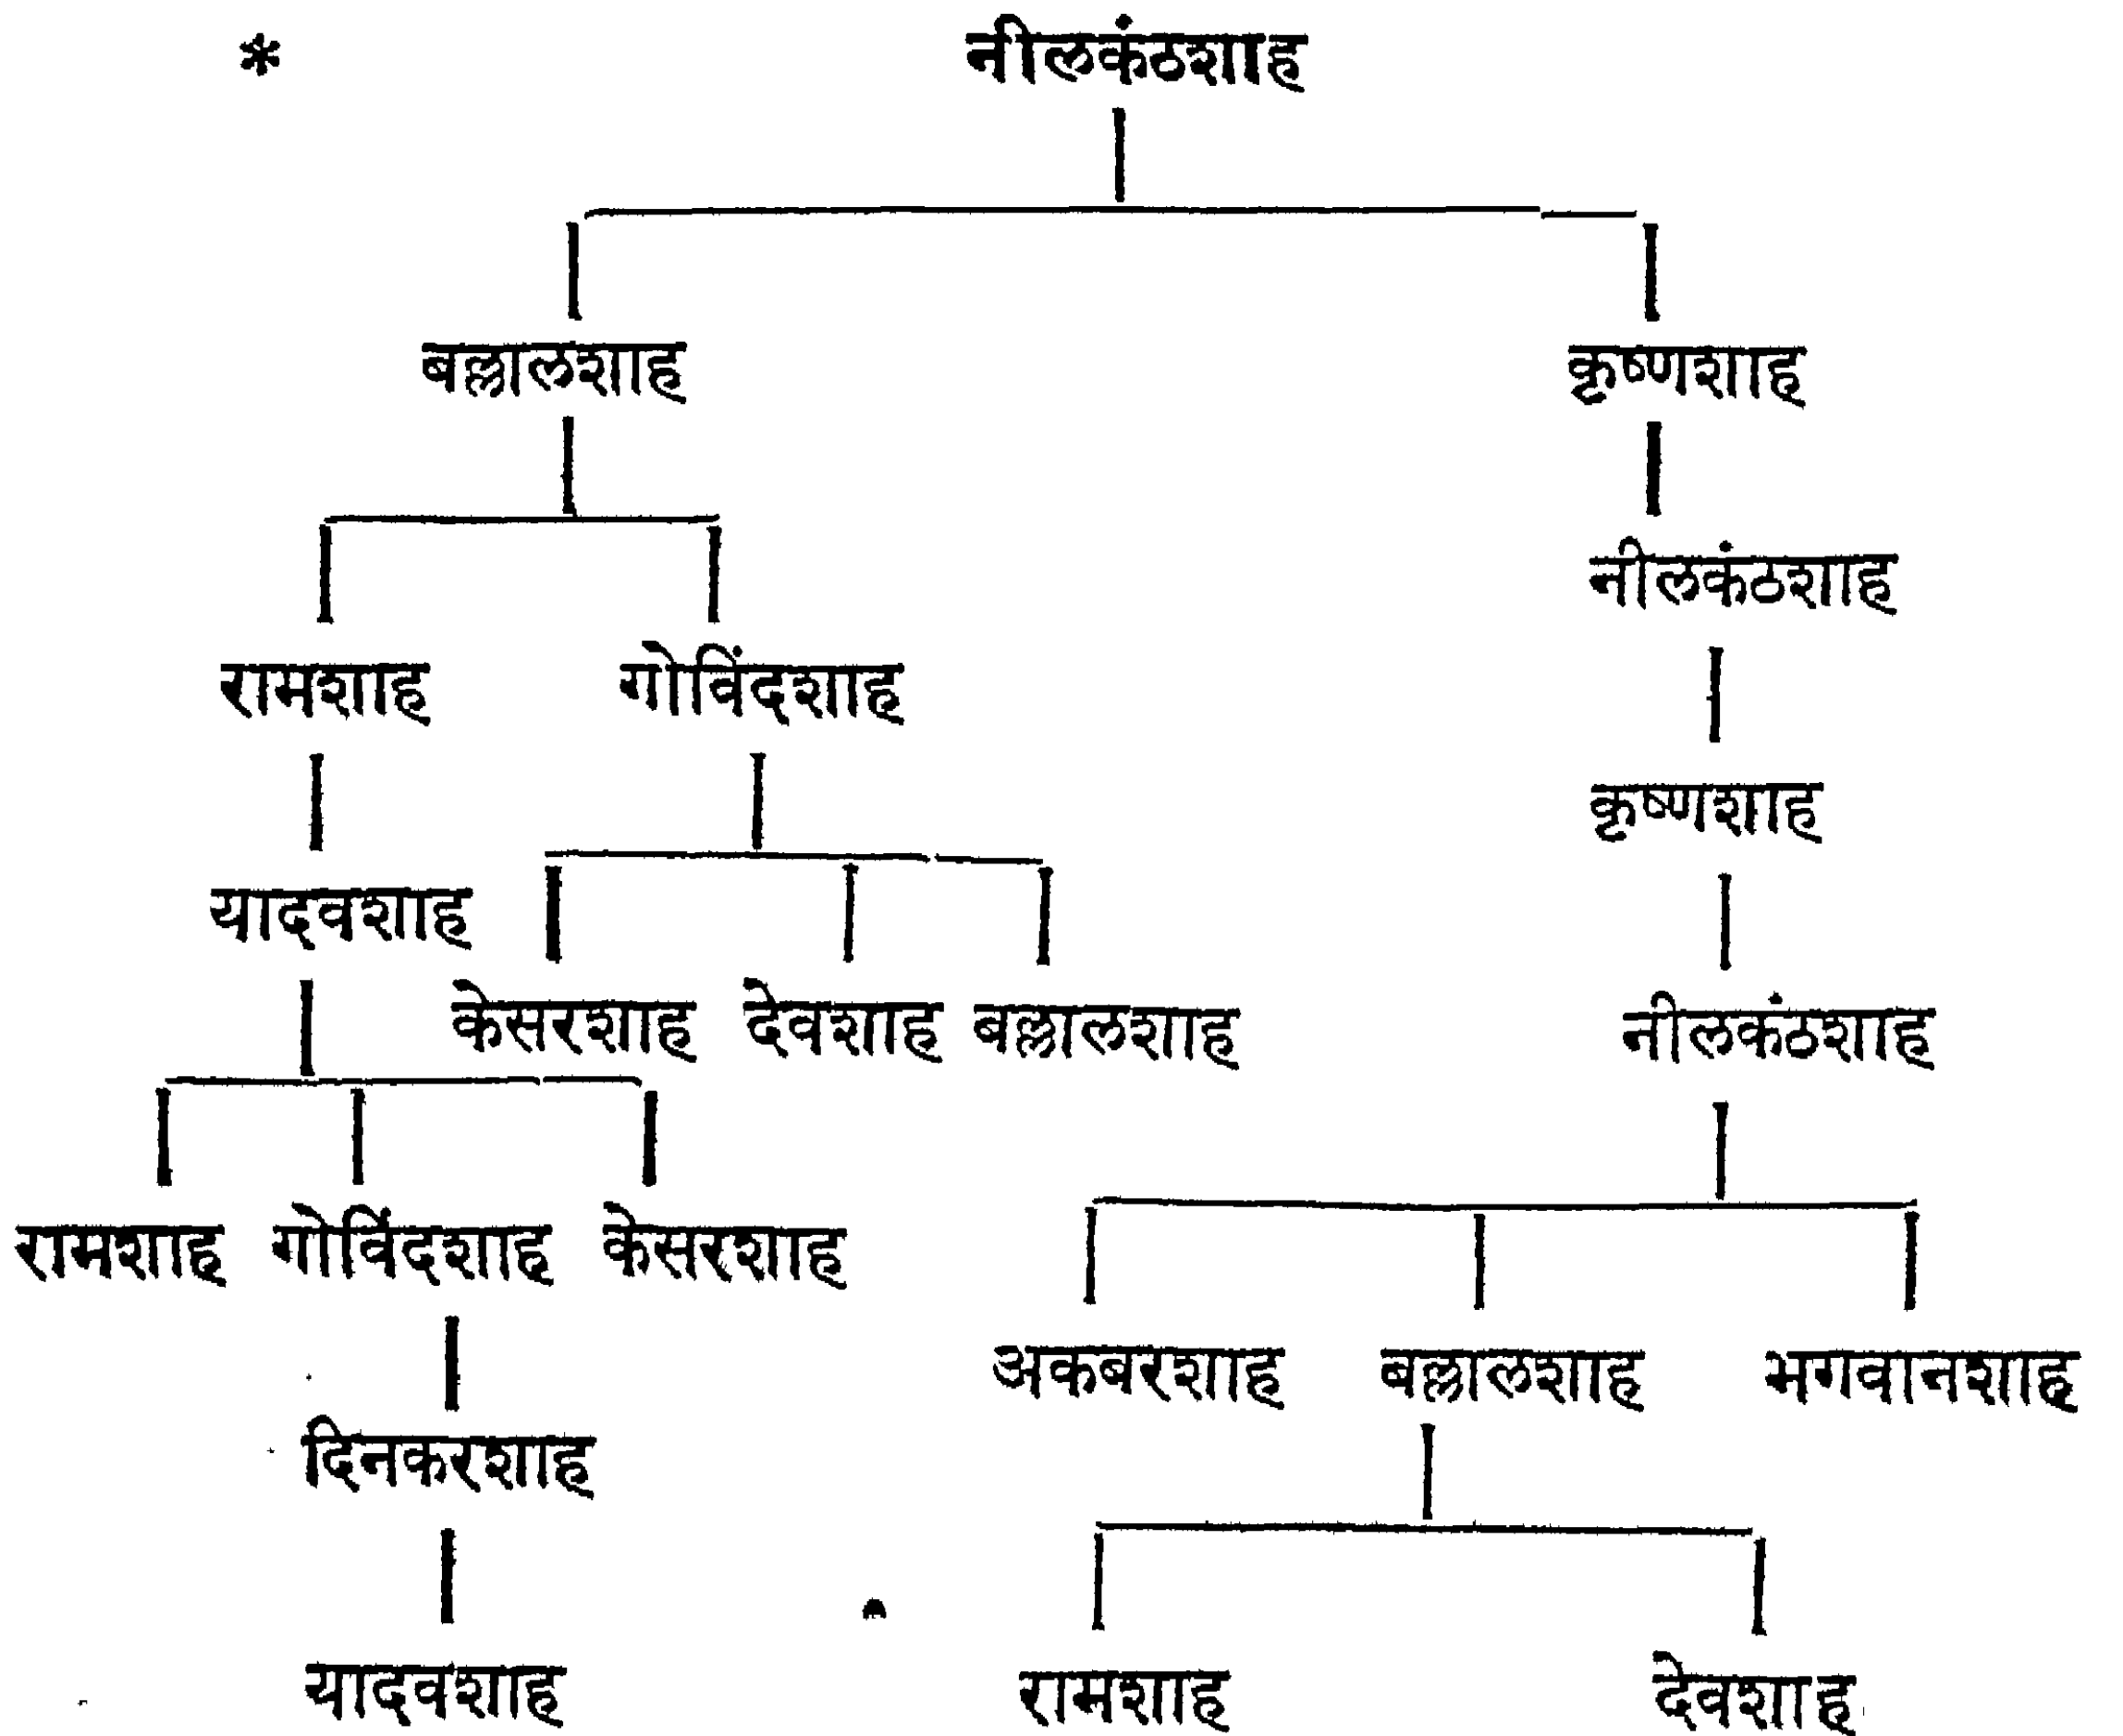 * नीलकंठशाह
बल्लालशाह कृष्णशाह
नीलकंठशाह
रामशाह गोविंदशाह
कृष्णशाह
यादवशाह
केसरशाह देवशाह बल्लालशाह नीलकंठशाह
रामशाह गोविंदशाह केसरशाह
अकबरशाह बल्लालशाह भगवानशाह
दिनकरशाह
यादवशाह रामशाह देवशाह